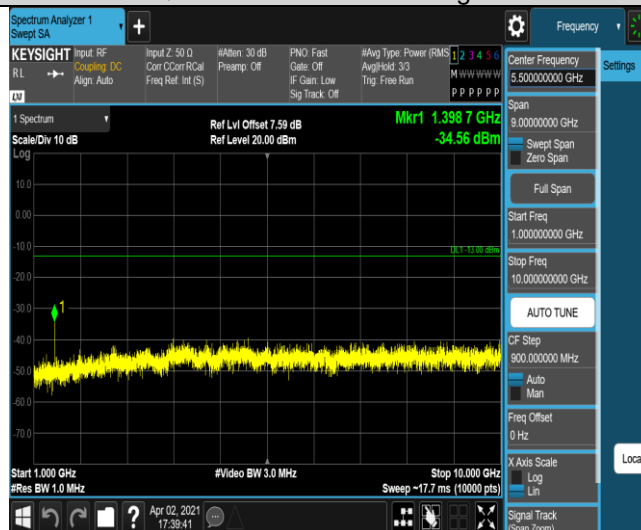 Spectrum Analyzer 1
Swept SA
Frequency
KEYSIGHT
RL
LXI
Input: RF
Coupling: DC
Align: Auto
Input Z: 50 Ω
Corr CCorr RCal
Freq Ref: Int (S)
#Atten: 30 dB
Preamp: Off
PNO: Fast
Gate: Off
IF Gain: Low
Sig Track: Off
#Avg Type: Power (RMS
Avg|Hold: 3/3
Trig: Free Run
1 2 3 4 5 6
M W W W W W
P P P P P P
Center Frequency
5.500000000 GHz
Settings
Span
9.00000000 GHz
Swept Span
Zero Span
Full Span
Start Freq
1.000000000 GHz
Stop Freq
10.000000000 GHz
AUTO TUNE
CF Step
900.000000 MHz
Auto
Man
Freq Offset
0 Hz
X Axis Scale
Log
Lin
Signal Track
(Span Zoom)
Loca
1 Spectrum
Scale/Div 10 dB
Log
Ref Lvl Offset 7.59 dB
Ref Level 20.00 dBm
Mkr1 1.398 7 GHz
-34.56 dBm
10.0
0.00
-10.0
DL1 -13.00 dBm
-20.0
-30.0
1
-40.0
-50.0
-60.0
-70.0
Start 1.000 GHz
#Res BW 1.0 MHz
#Video BW 3.0 MHz
Stop 10.000 GHz
Sweep ~17.7 ms (10000 pts)
Apr 02, 2021
17:39:41